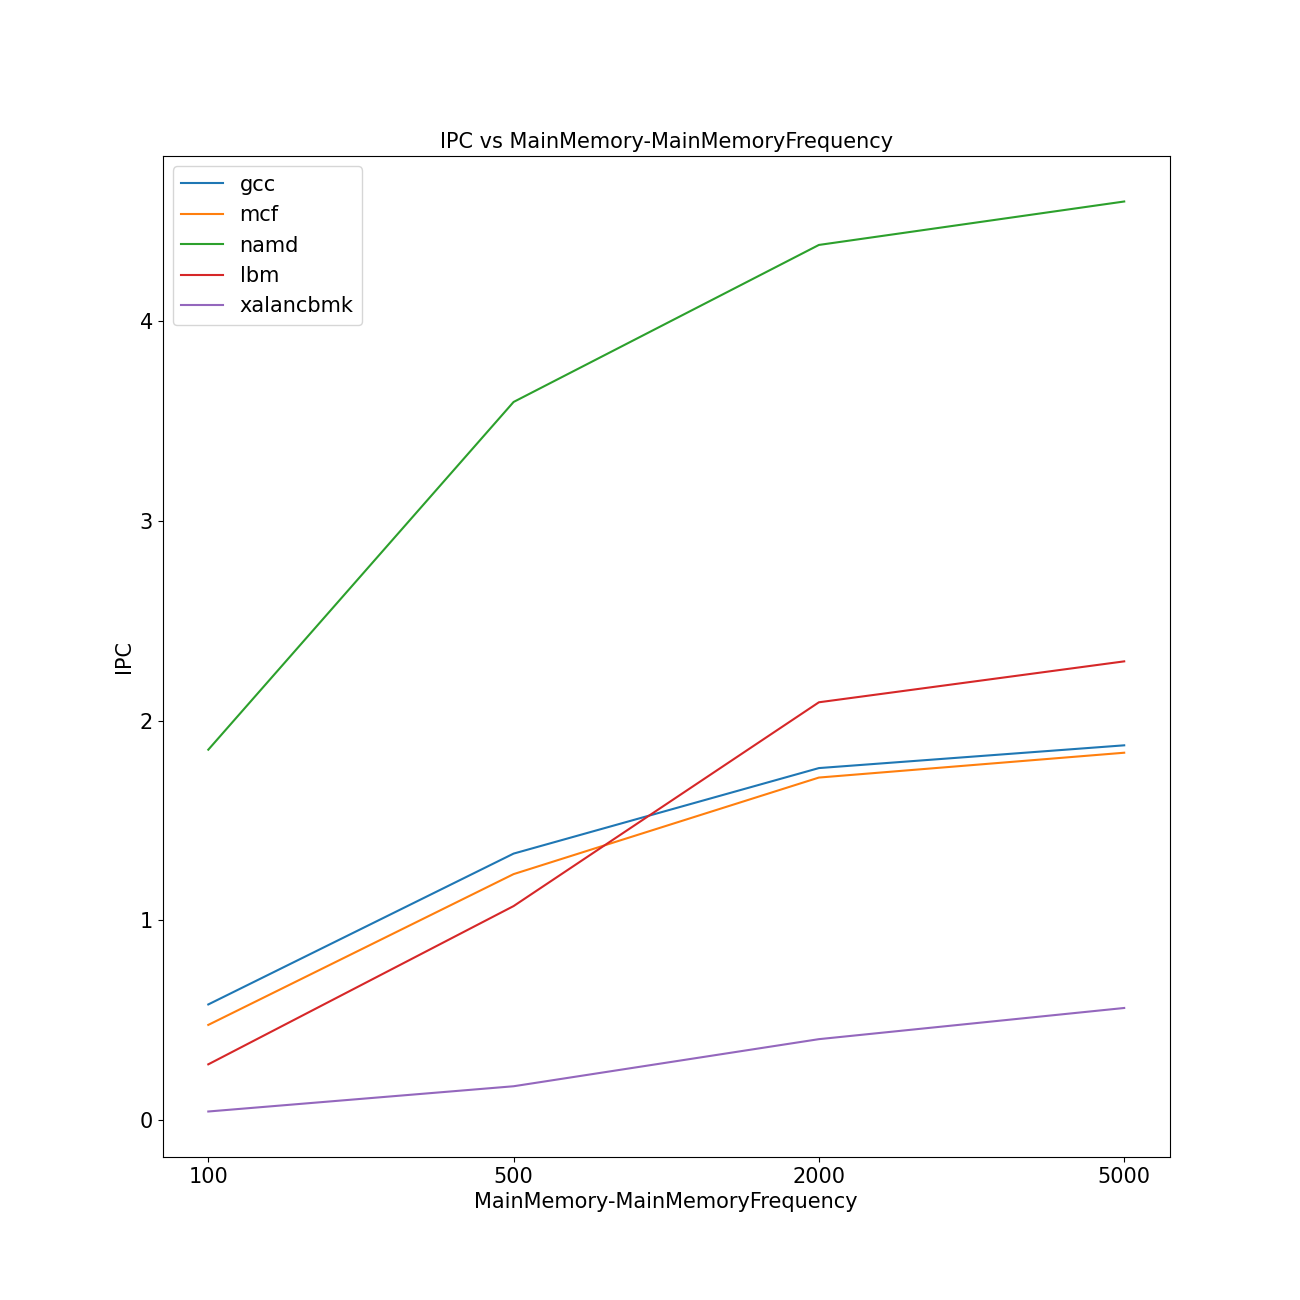 IPC vs MainMemory-MainMemoryFrequency
gcc
mcf
namd
lbm
xalancbmk
4
3
2
1
0
IPC
100 500 2000 5000
MainMemory-MainMemoryFrequency